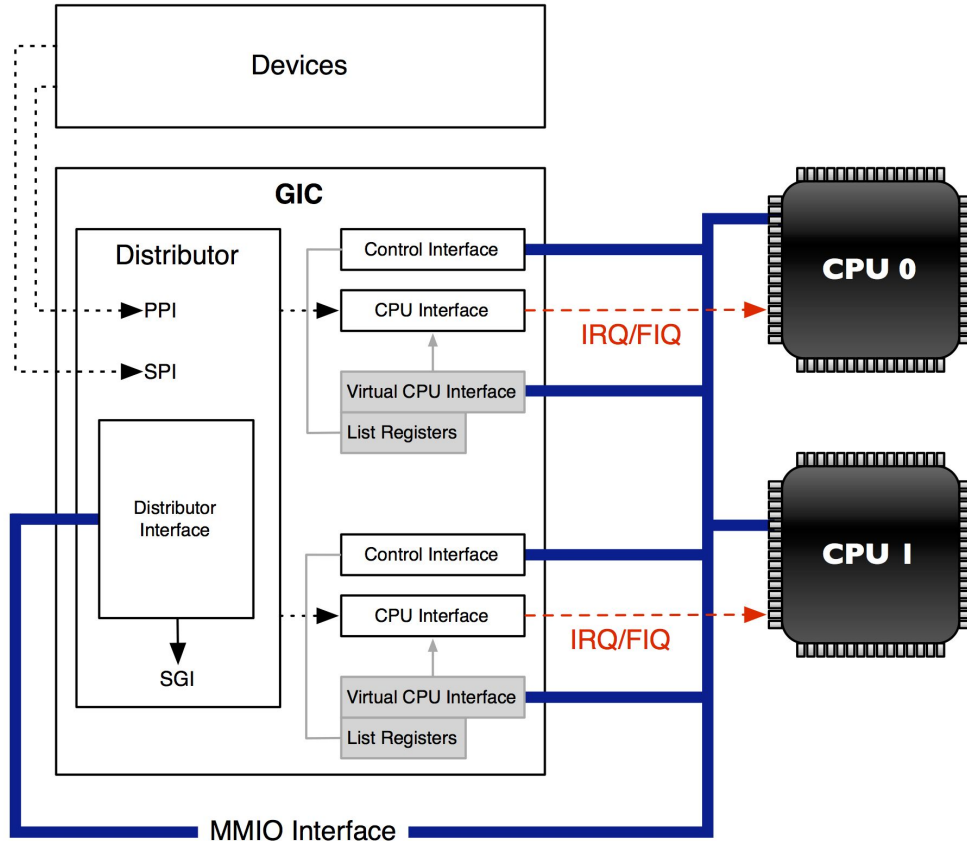 Devices
GIC
Distributor
PPI
SPI
Distributor
Interface
SGI
Control Interface
CPU Interface
Virtual CPU Interface
List Registers
IRQ/FIQ
CPU 0
Control Interface
CPU Interface
Virtual CPU Interface
List Registers
IRQ/FIQ
CPU 1
MMIO Interface